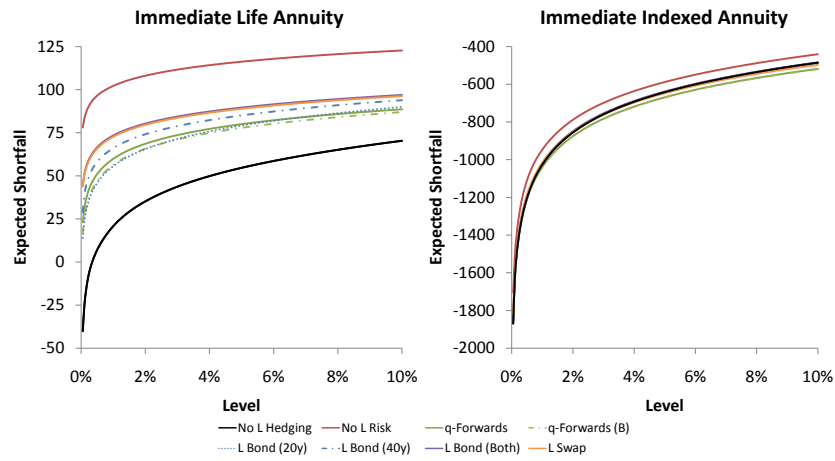 Immediate Life Annuity
Expected Shortfall
125
100
75
50
25
0
-25
-50
0% 2% 4% 6% 8% 10%
Level
Immediate Indexed Annuity
Expected Shortfall
-400
-600
-800
-1000
-1200
-1400
-1600
-1800
-2000
0% 2% 4% 6% 8% 10%
Level
No L Hedging No L Risk q-Forwards q-Forwards (B)
L Bond (20y) L Bond (40y) L Bond (Both) L Swap